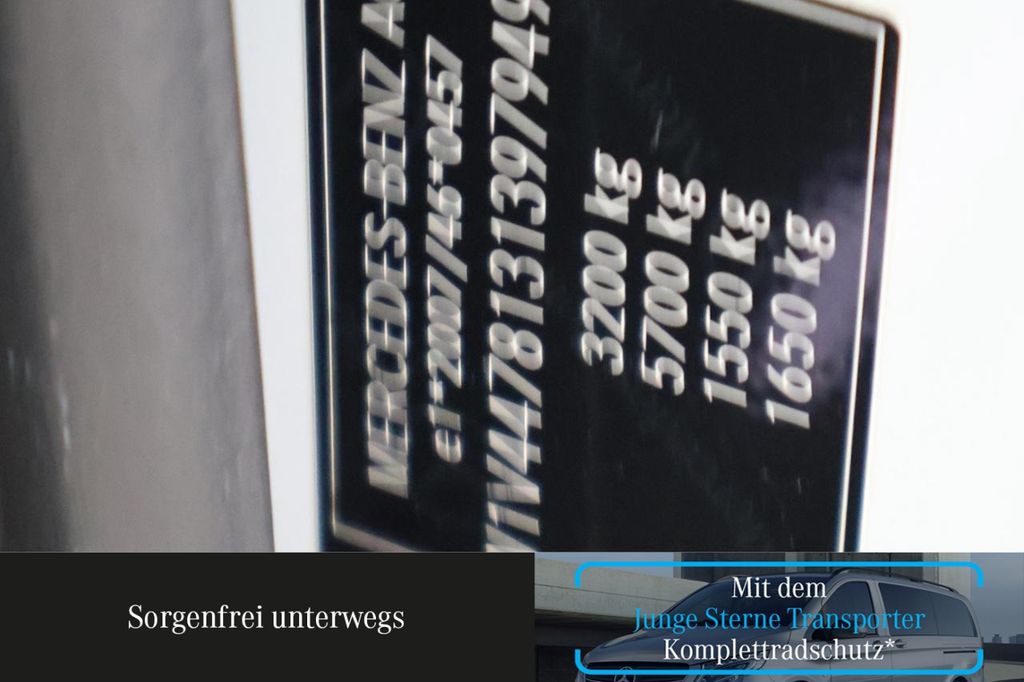 MERCEDES-BENZ A
e1*2007/46*0457
W1V4478131397949
3200 kg
5700 kg
1550 kg
1650 kg
Sorgenfrei unterwegs
Mit dem
Junge Sterne Transporter
Komplettradschutz*